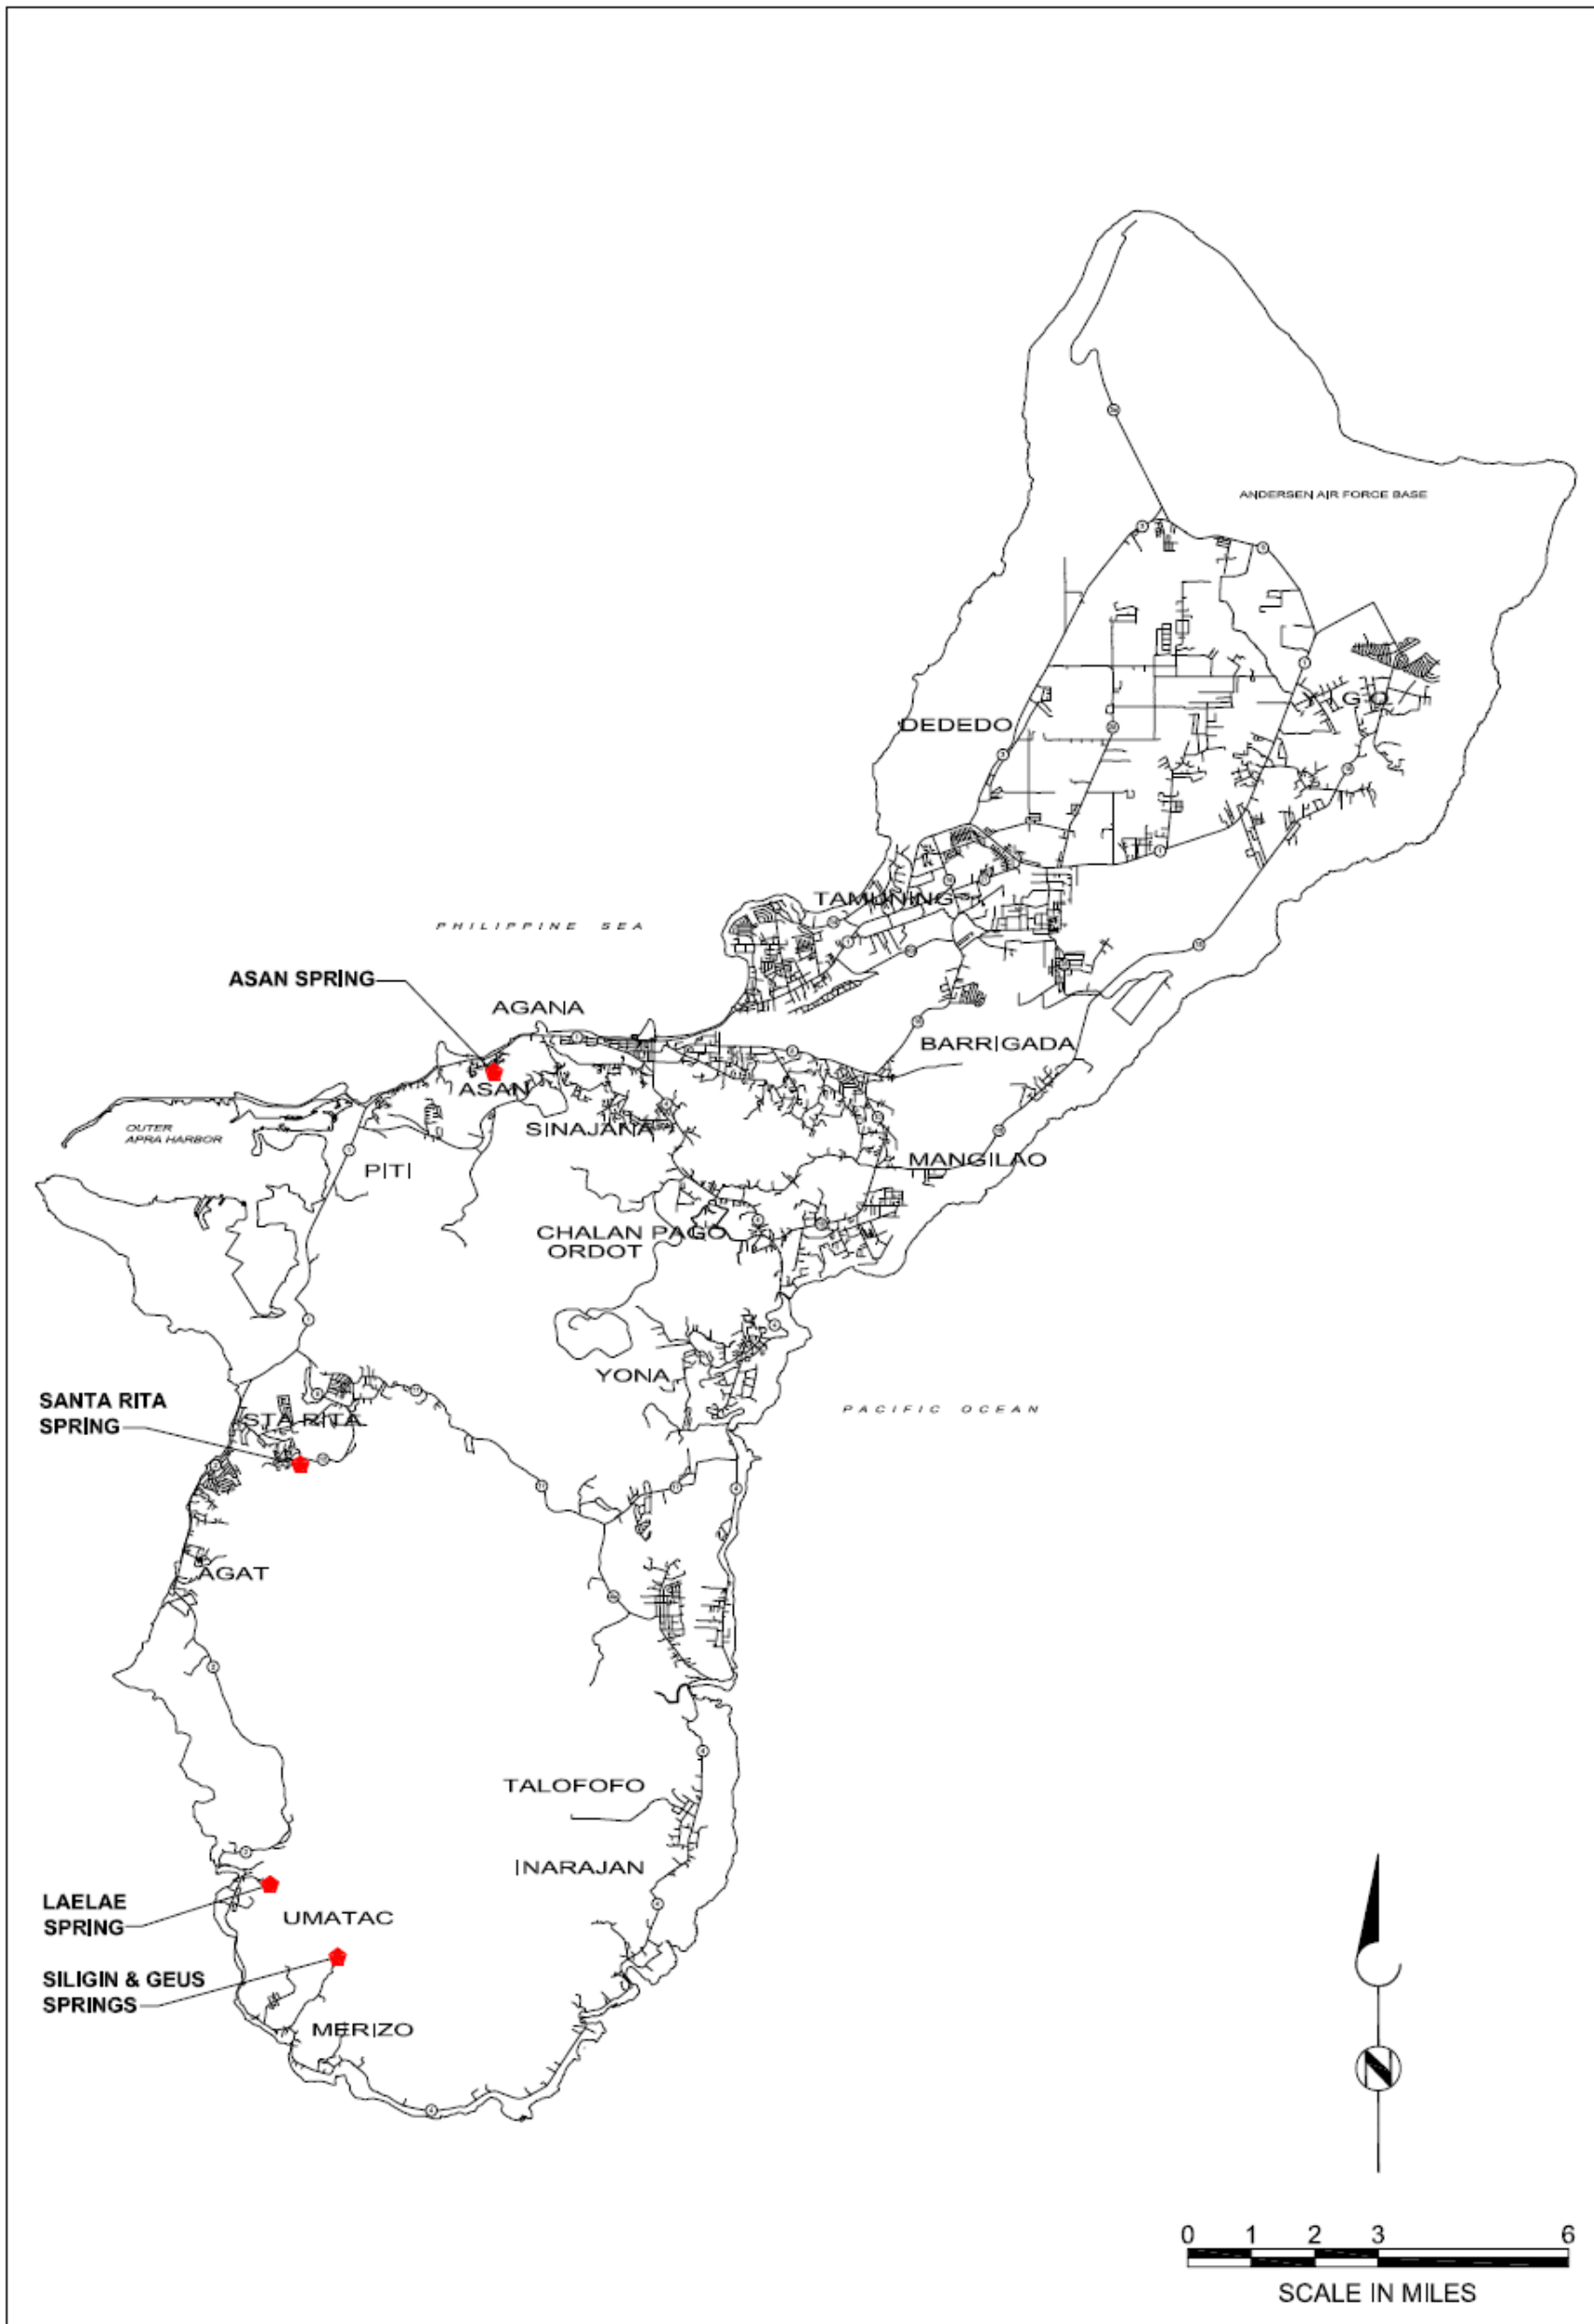 ANDERSEN AIR FORCE BASE
YIGO
DEDEDO
TAMUNING
PHILIPPINE SEA
ASAN SPRING
AGANA
BARRIGADA
ASAN
OUTER
APRA HARBOR
SINAJANA
PITI
MANGILAO
CHALAN PAGO
ORDOT
YONA
SANTA RITA
SPRING
STA RITA
PACIFIC OCEAN
AGAT
TALOFOFO
INARAJAN
LAELAE
SPRING
UMATAC
SILIGIN & GEUS
SPRINGS
MERIZO
N
0 1 2 3 6
SCALE IN MILES